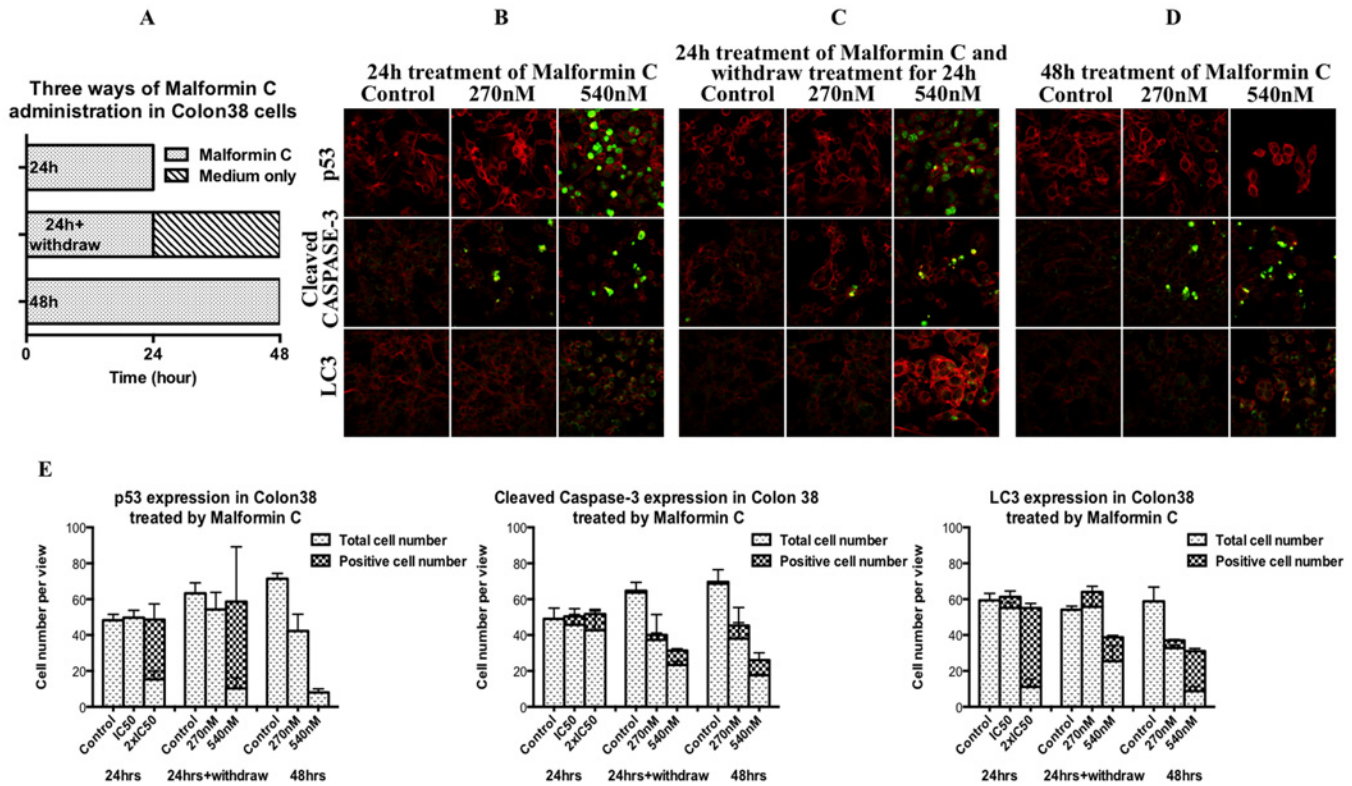 A
Three ways of Malformin C
administration in Colon38 cells
24h
24h+
withdraw
48h
Malformin C
Medium only
0 24 48
Time (hour)
B
24h treatment of Malformin C
Control 270nM 540nM
C
24h treatment of Malformin C and
withdraw treatment for 24h
Control 270nM 540nM
D
48h treatment of Malformin C
Control 270nM 540nM
p53
Cleaved
CASPASE-3
LC3
E
p53 expression in Colon38
treated by Malformin C
Total cell number
Positive cell number
Cell number per view
100
80
60
40
20
0
Control IC50 2xIC50 Control 270nM 540nM Control 270nM 540nM
24hrs 24hrs+withdraw 48hrs
Cleaved Caspase-3 expression in Colon 38
treated by Malformin C
Total cell number
Positive cell number
Cell number per view
100
80
60
40
20
0
Control IC50 2xIC50 Control 270nM 540nM Control 270nM 540nM
24hrs 24hrs+withdraw 48hrs
LC3 expression in Colon38
treated by Malformin C
Total cell number
Positive cell number
Cell number per view
100
80
60
40
20
0
Control IC50 2xIC50 Control 270nM 540nM Control 270nM 540nM
24hrs 24hrs+withdraw 48hrs